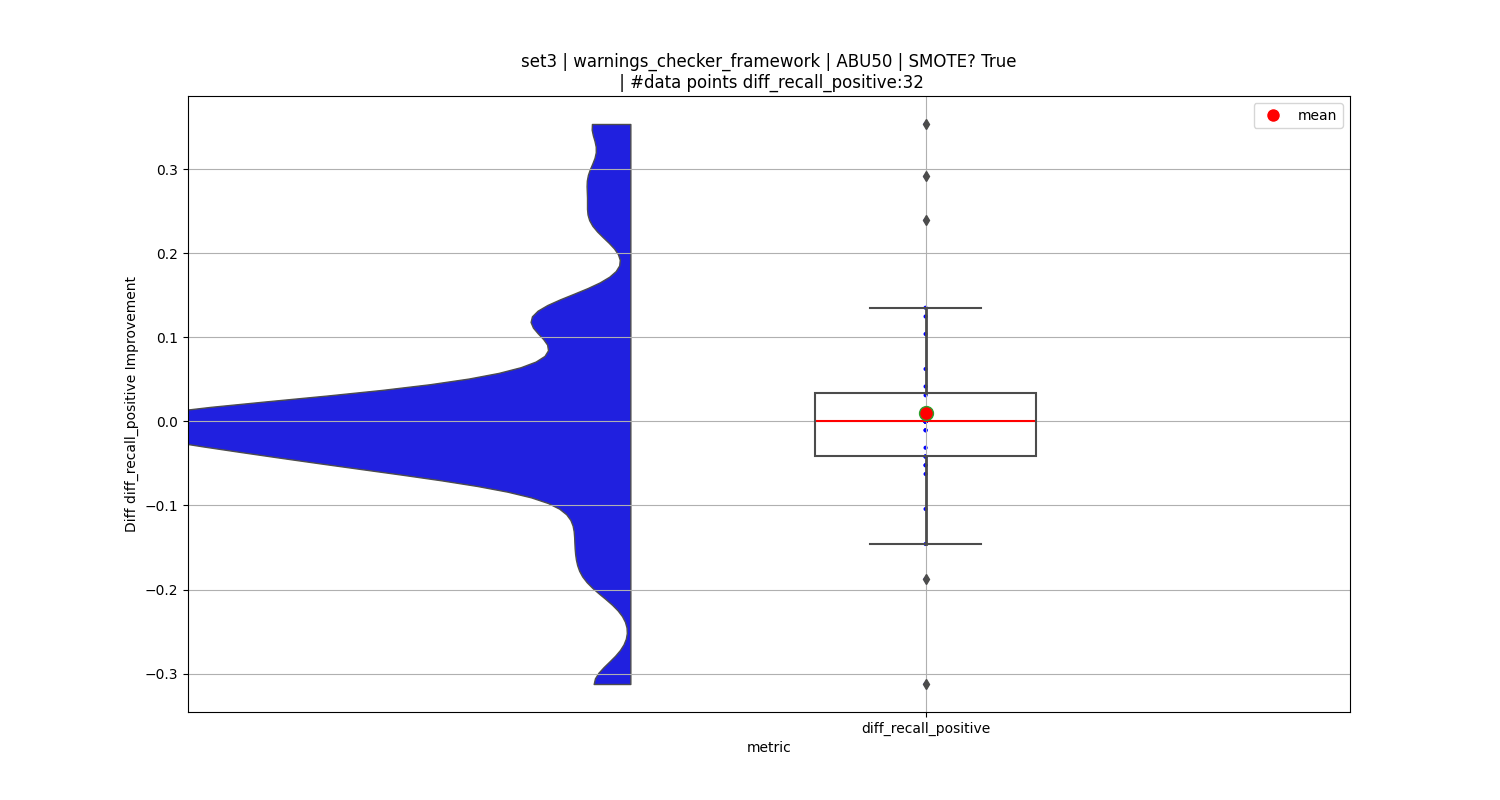 set3 | warnings_checker_framework | ABU50 | SMOTE? True
| #data points diff_recall_positive:32
mean
Diff diff_recall_positive Improvement
0.3
0.2
0.1
0.0
−0.1
−0.2
−0.3
diff_recall_positive
metric